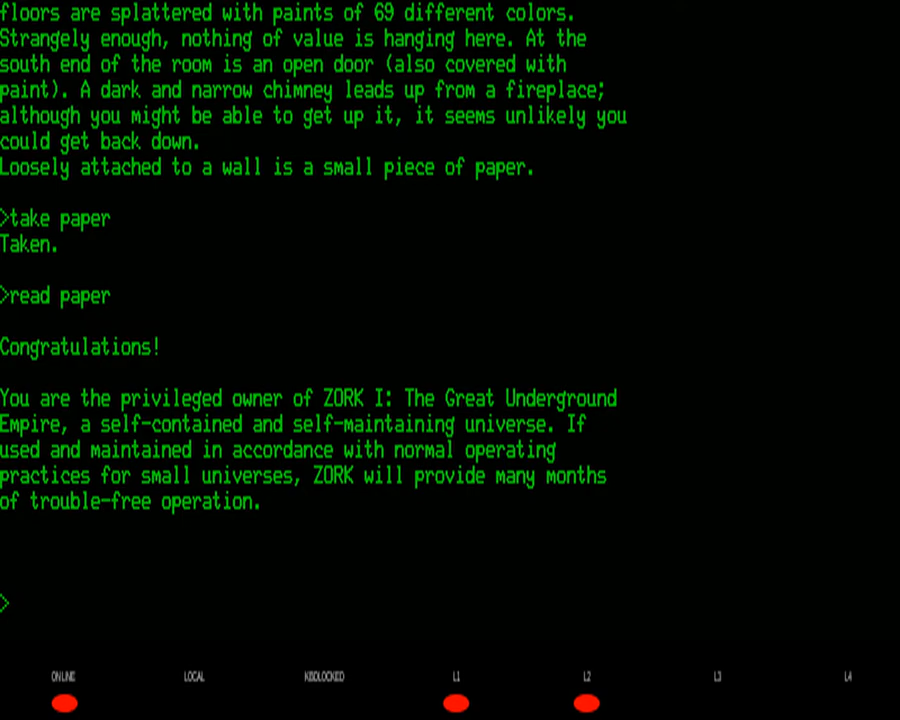 floors are splattered with paints of 69 different colors.
Strangely enough, nothing of value is hanging here. At the
south end of the room is an open door (also covered with
paint). A dark and narrow chimney leads up from a fireplace;
although you might be able to get up it, it seems unlikely you
could get back down.
Loosely attached to a wall is a small piece of paper.
>take paper
Taken.
>read paper
Congratulations!
You are the privileged owner of ZORK I: The Great Underground
Empire, a self-contained and self-maintaining universe. If
used and maintained in accordance with normal operating
practices for small universes, ZORK will provide many months
of trouble-free operation.
>
ONLINE LOCAL KBDLOCKED L1 L2 L3 L4